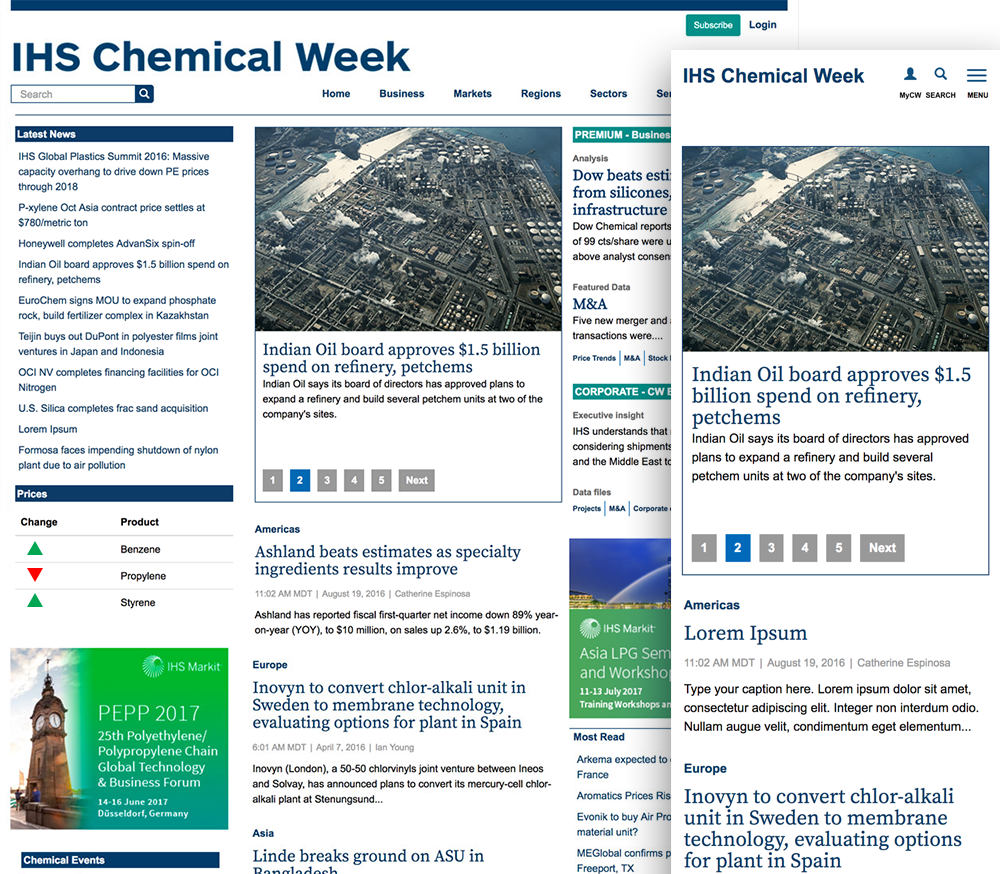 Subscribe
Login
IHS Chemical Week
Search
Home
Business
Markets
Regions
Sectors
Latest News
IHS Global Plastics Summit 2016: Massive
capacity overhang to drive down PE prices
through 2018
P-xylene Oct Asia contract price settles at
$780/metric ton
Honeywell completes AdvanSix spin-off
Indian Oil board approves $1.5 billion spend on
refinery, petchems
EuroChem signs MOU to expand phosphate
rock, build fertilizer complex in Kazakhstan
Teijin buys out DuPont in polyester films joint
ventures in Japan and Indonesia
OCI NV completes financing facilities for OCI
Nitrogen
U.S. Silica completes frac sand acquisition
Lorem Ipsum
Formosa faces impending shutdown of nylon
plant due to air pollution
Prices
Change Product
Benzene
Propylene
Styrene
IHS Markit
PEPP 2017
25th Polyethylene/
Polypropylene Chain
Global Technology
& Business Forum
14-16 June 2017
Düsseldorf, Germany
Chemical Events
Indian Oil board approves $1.5 billion
spend on refinery, petchems
Indian Oil says its board of directors has approved plans to
expand a refinery and build several petchem units at two of the
company's sites.
1 2 3 4 5 Next
Americas
Ashland beats estimates as specialty
ingredients results improve
11:02 AM MDT | August 19, 2016 | Catherine Espinosa
Ashland has reported fiscal first-quarter net income down 89% year-
on-year (YOY), to $10 million, on sales up 2.6%, to $1.19 billion.
Europe
Inovyn to convert chlor-alkali unit in
Sweden to membrane technology,
evaluating options for plant in Spain
6:01 AM MDT | April 7, 2016 | Ian Young
Inovyn (London), a 50-50 chlorvinyls joint venture between Ineos
and Solvay, has announced plans to convert its mercury-cell chlor-
alkali plant at Stenungsund...
Asia
Linde breaks ground on ASU in
Bangladesh
PREMIUM - Busines
Analysis
Dow beats esti
from silicones,
infrastructure
Dow Chemical reports
of 99 cts/share were u
above analyst consen
Featured Data
M&A
Five new merger and
transactions were....
Price Trends | M&A | Stock
CORPORATE - CW
Executive insight
IHS understands that
considering shipments
and the Middle East to
Data files
Projects | M&A | Corporate
IHS Markit
Asia LPG Sem
and Workshop
11-13 July 2017
Training Workshops an
Most Read
Arkema expected to
France
Aromatics Prices Ris
Evonik to buy Air Pro
material unit?
MEGlobal confirms p
Freeport, TX
IHS Chemical Week
MyCW SEARCH MENU
Indian Oil board approves $1.5
billion spend on refinery,
petchems
Indian Oil says its board of directors has approved
plans to expand a refinery and build several
petchem units at two of the company's sites.
1 2 3 4 5 Next
Americas
Lorem Ipsum
11:02 AM MDT | August 19, 2016 | Catherine Espinosa
Type your caption here. Lorem ipsum dolor sit amet,
consectetur adipiscing elit. Integer non interdum odio.
Nullam augue velit, condimentum eget elementum...
Europe
Inovyn to convert chlor-alkali
unit in Sweden to membrane
technology, evaluating options
for plant in Spain